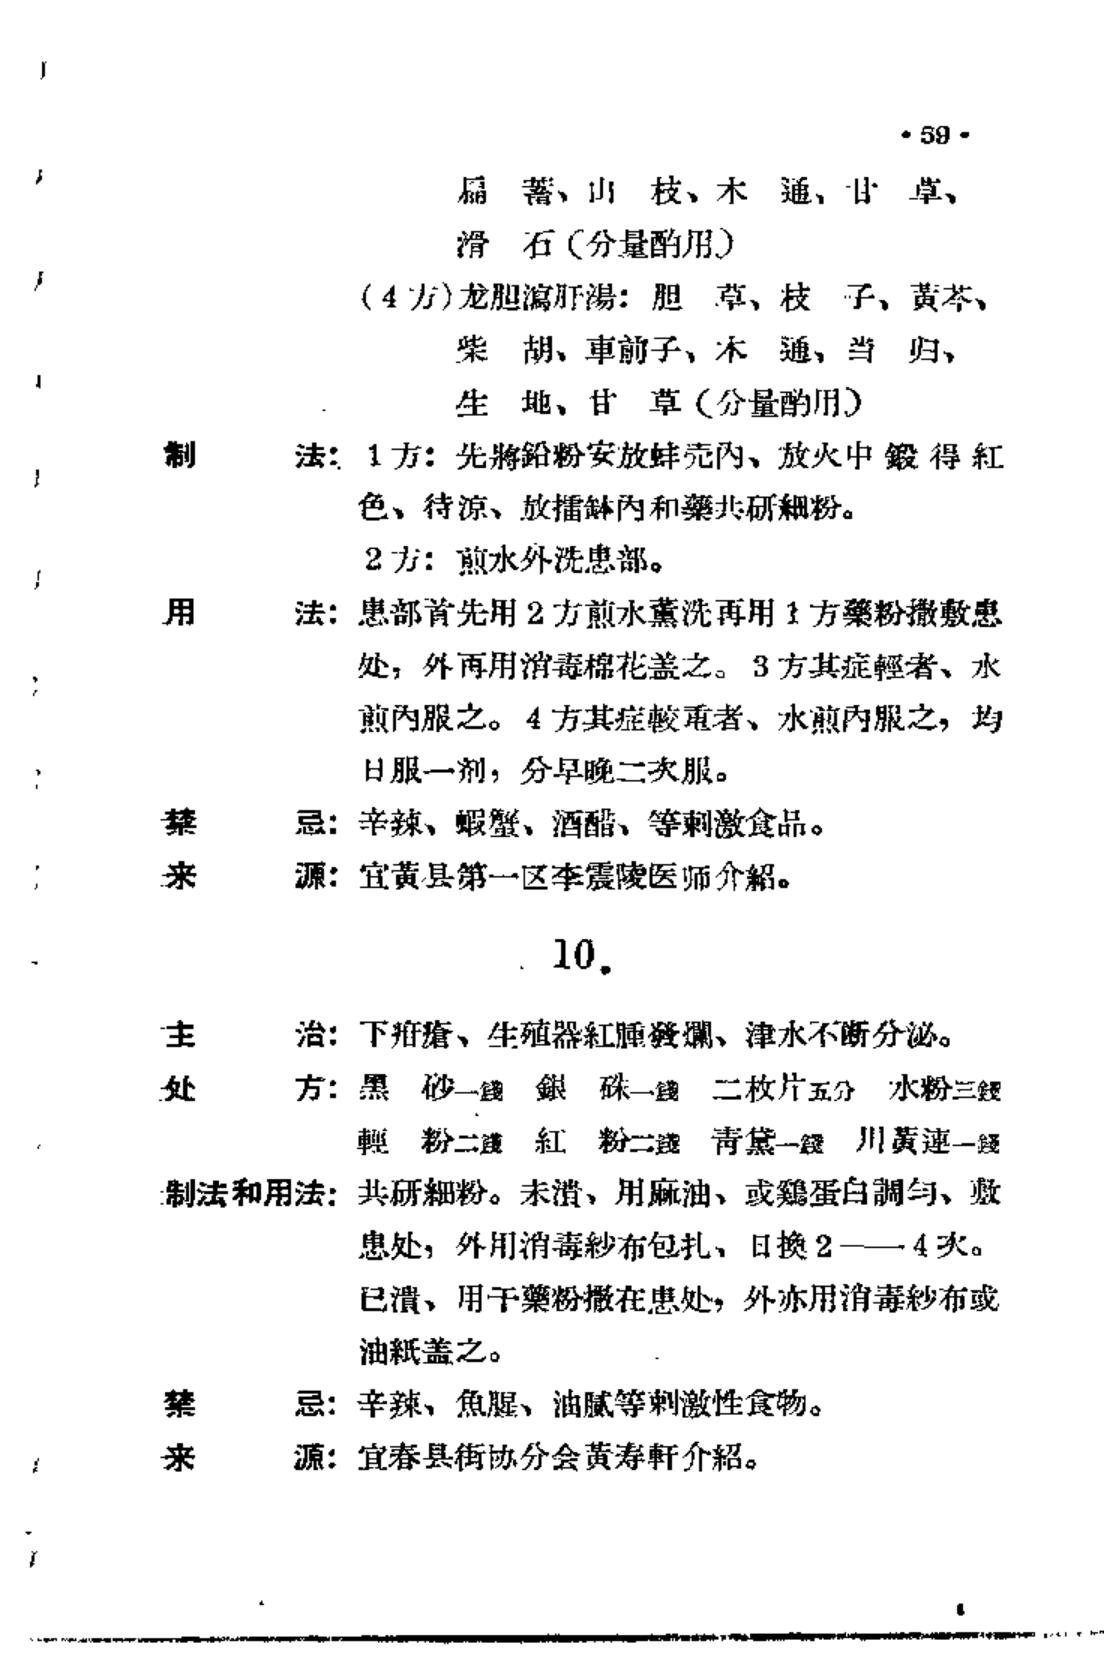 • 59 •
扁　蓄、山　枝、木　通、甘　草、
滑　石（分量酌用）
（4方）龙胆瀉肝湯：胆　草、枝　子、黃芩、
柴　胡、車前子、木　通、当　归、
生　地、甘　草（分量酌用）
制　　　法：1方：先將鉛粉安放蚌壳內、放火中煅得紅
色、待涼、放擂鉢內和藥共研細粉。
2方：煎水外洗患部。
用　　　法：患部首先用2方煎水薰洗再用1方藥粉撒敷患
处，外再用消毒棉花盖之。3方其症輕者、水
煎內服之。4方其症較重者、水煎內服之，均
日服一剂，分早晚二次服。
禁　　　忌：辛辣、蝦蟹、酒醋、等刺激食品。
来　　　源：宜黃县第一区李震陵医师介紹。
10.
主　　　治：下疳瘡、生殖器紅腫發爛、津水不断分泌。
处　　　方：黑　砂一錢　銀　硃一錢　二枚片五分　水粉三錢
輕　粉二錢　紅　粉二錢　青黛一錢　川黃連一錢
制法和用法：共研細粉。未潰、用麻油、或鷄蛋白調勻、敷
患处，外用消毒紗布包扎、日換2——4次。
已潰、用干藥粉撒在患处，外亦用消毒紗布或
油紙盖之。
禁　　　忌：辛辣、魚腥、油腻等刺激性食物。
来　　　源：宜春县街协分会黃寿軒介紹。